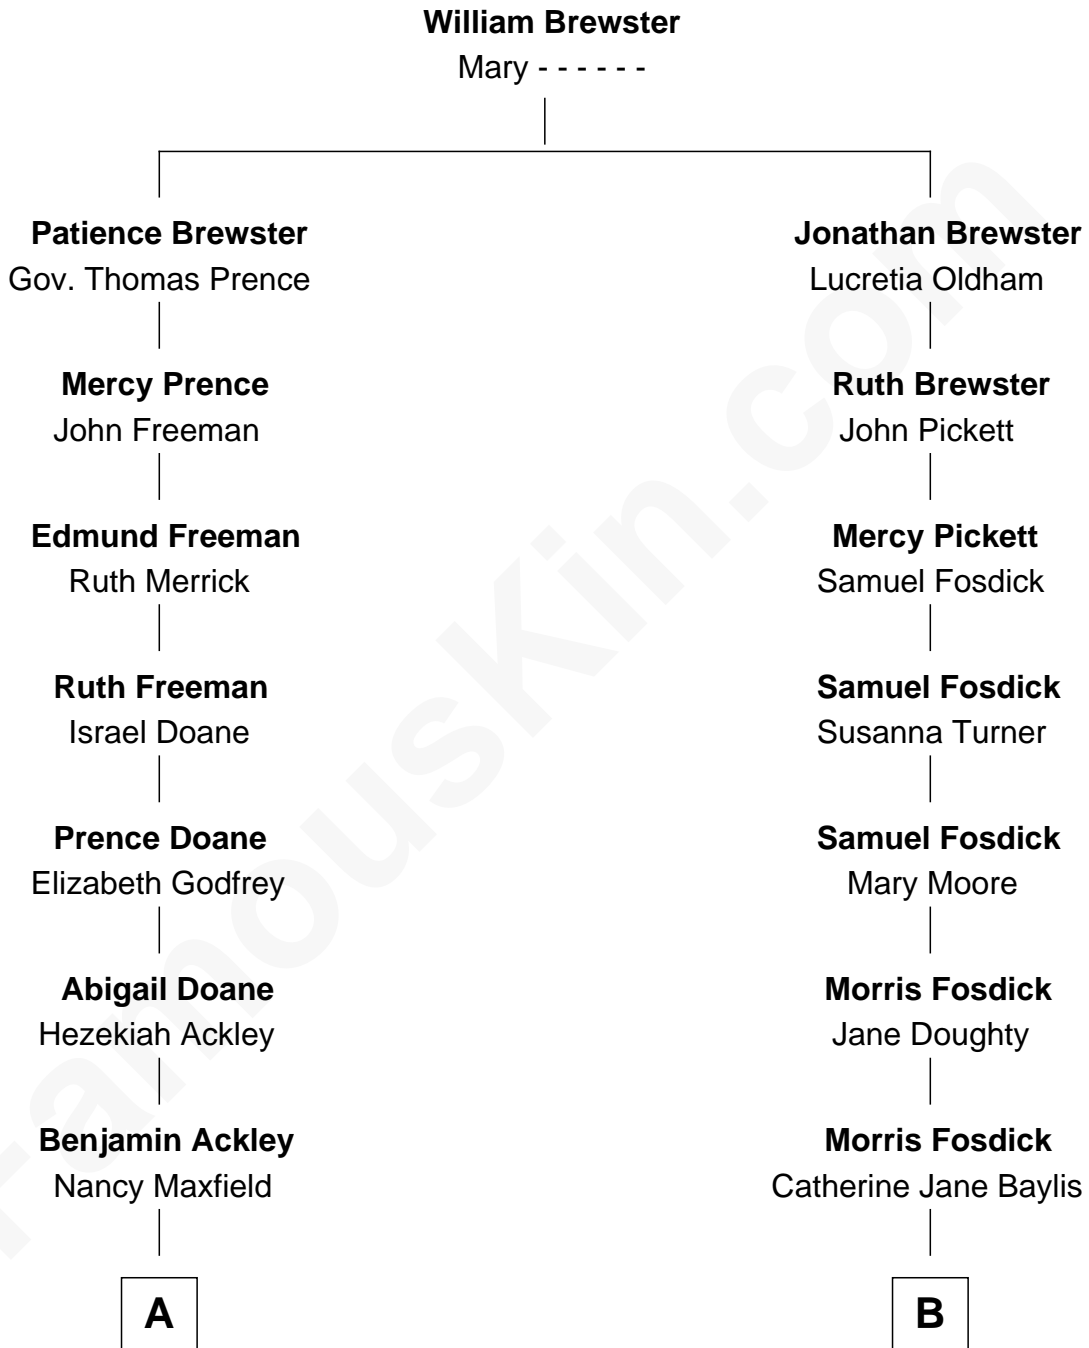 William Brewster
Mary - - - - - -
Patience Brewster
Gov. Thomas Prence
Jonathan Brewster
Lucretia Oldham
Mercy Prence
John Freeman
Ruth Brewster
John Pickett
Edmund Freeman
Ruth Merrick
Mercy Pickett
Samuel Fosdick
Ruth Freeman
Israel Doane
Samuel Fosdick
Susanna Turner
Prence Doane
Elizabeth Godfrey
Samuel Fosdick
Mary Moore
Abigail Doane
Hezekiah Ackley
Morris Fosdick
Jane Doughty
Benjamin Ackley
Nancy Maxfield
Morris Fosdick
Catherine Jane Baylis
A
B
FamousKin.com